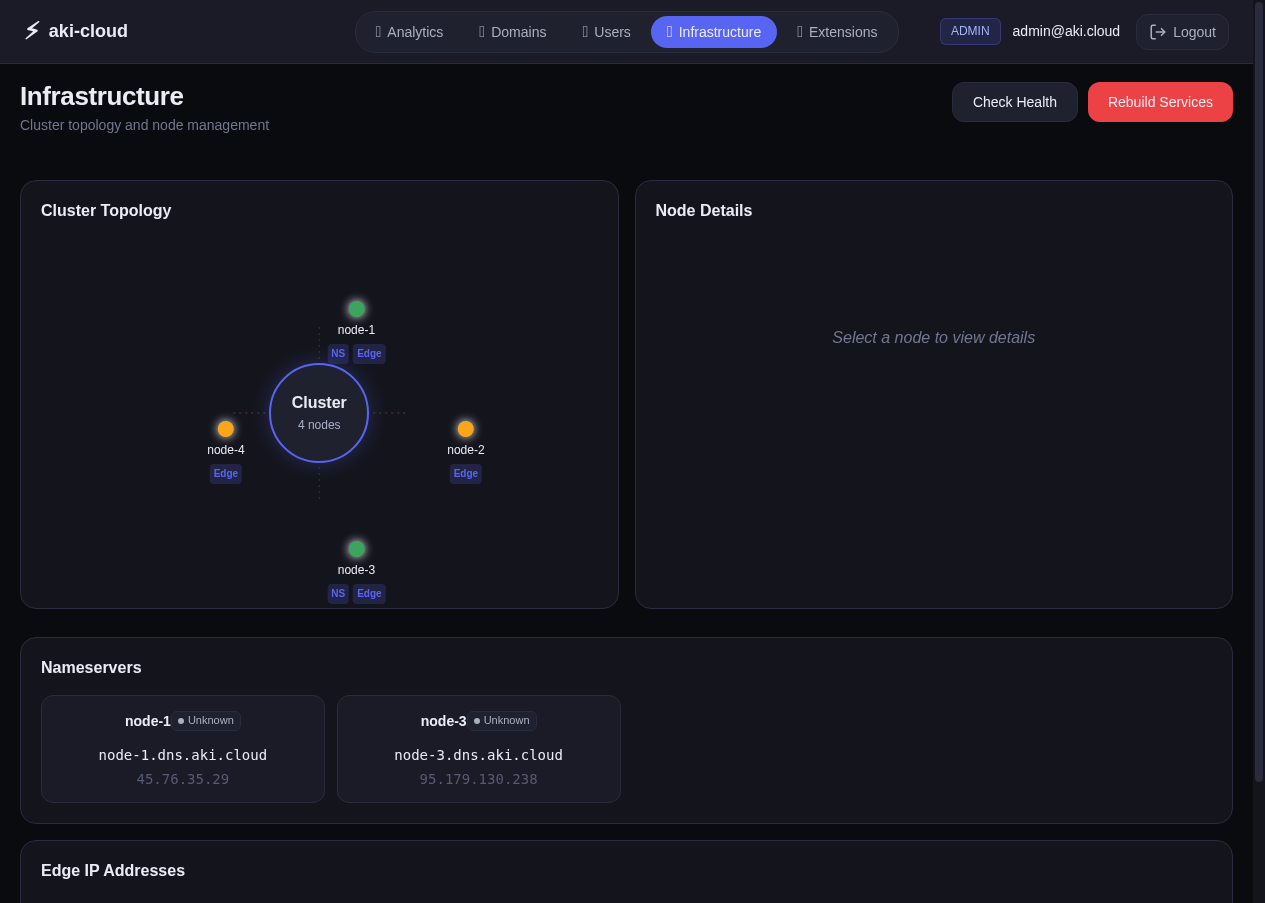 aki-cloud
Analytics
Domains
Users
Infrastructure
Extensions
ADMIN
admin@aki.cloud
Logout
Infrastructure
Cluster topology and node management
Check Health
Rebuild Services
Cluster Topology
node-1
NS Edge
Cluster
4 nodes
node-4
Edge
node-2
Edge
node-3
NS Edge
Node Details
Select a node to view details
Nameservers
node-1 Unknown
node-1.dns.aki.cloud
45.76.35.29
node-3 Unknown
node-3.dns.aki.cloud
95.179.130.238
Edge IP Addresses